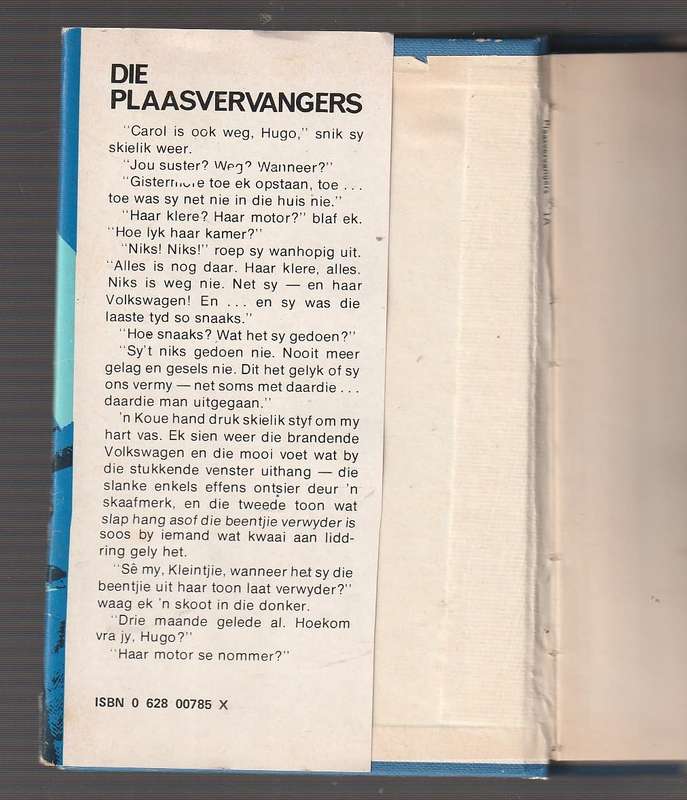 DIE
PLAASVERVANGERS
"Carol is ook weg, Hugo," snik sy
skielik weer.
"Jou suster? Weg? Wanneer?"
"Gistermôre toe ek opstaan, toe ...
toe was sy net nie in die huis nie."
"Haar klere? Haar motor?" blaf ek.
"Hoe lyk haar kamer?"
"Niks! Niks!" roep sy wanhopig uit.
"Alles is nog daar. Haar klere, alles.
Niks is weg nie. Net sy — en haar
Volkswagen! En ... en sy was die
laaste tyd so snaaks."
"Hoe snaaks? Wat het sy gedoen?"
"Sy't niks gedoen nie. Nooit meer
gelag en gesels nie. Dit het gelyk of sy
ons vermy — net soms met daardie ...
daardie man uitgegaan."
'n Koue hand druk skielik styf om my
hart vas. Ek sien weer die brandende
Volkswagen en die mooi voet wat by
die stukkende venster uithang — die
slanke enkels effens ontsier deur 'n
skaafmerk, en die tweede toon wat
slap hang asof die beentjie verwyder is
soos by iemand wat kwaai aan lidd-
ring gely het.
"Sê my, Kleintjie, wanneer het sy die
beentjie uit haar toon laat verwyder?"
waag ek 'n skoot in die donker.
"Drie maande gelede al. Hoekom
vra jy, Hugo?"
"Haar motor se nommer?"
ISBN 0 628 00785 X
Plaasvervangers